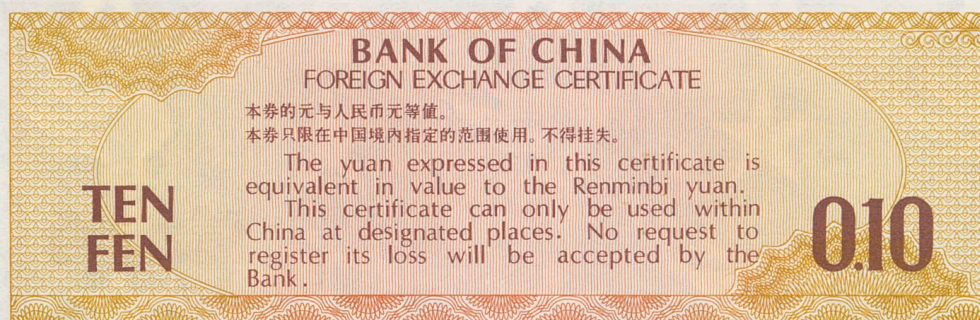 BANK OF CHINA
FOREIGN EXCHANGE CERTIFICATE
本券的元与人民币元等值。
本券只限在中国境内指定的范围使用。不得挂失。
The yuan expressed in this certificate is
equivalent in value to the Renminbi yuan.
This certificate can only be used within
China at designated places. No request to
register its loss will be accepted by the
Bank.
TEN
FEN
0.10